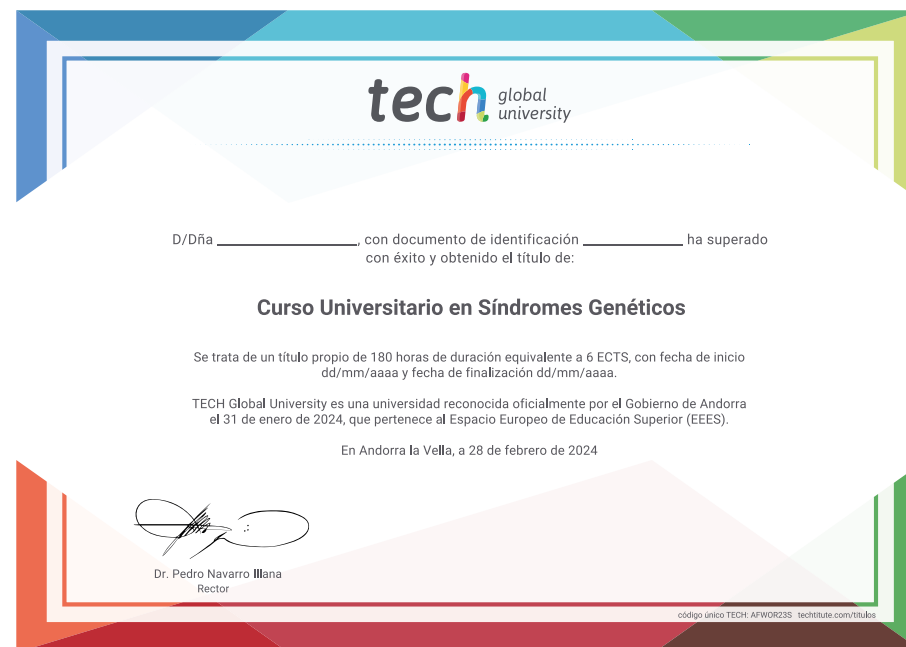 tech global university
D/Dña ______________, con documento de identificación __________ ha superado
con éxito y obtenido el título de:
Curso Universitario en Síndromes Genéticos
Se trata de un título propio de 180 horas de duración equivalente a 6 ECTS, con fecha de inicio
dd/mm/aaaa y fecha de finalización dd/mm/aaaa.
TECH Global University es una universidad reconocida oficialmente por el Gobierno de Andorra
el 31 de enero de 2024, que pertenece al Espacio Europeo de Educación Superior (EEES).
En Andorra la Vella, a 28 de febrero de 2024
Dr. Pedro Navarro Illana
Rector
código único TECH: AFWOR23S techtitute.com/titulos